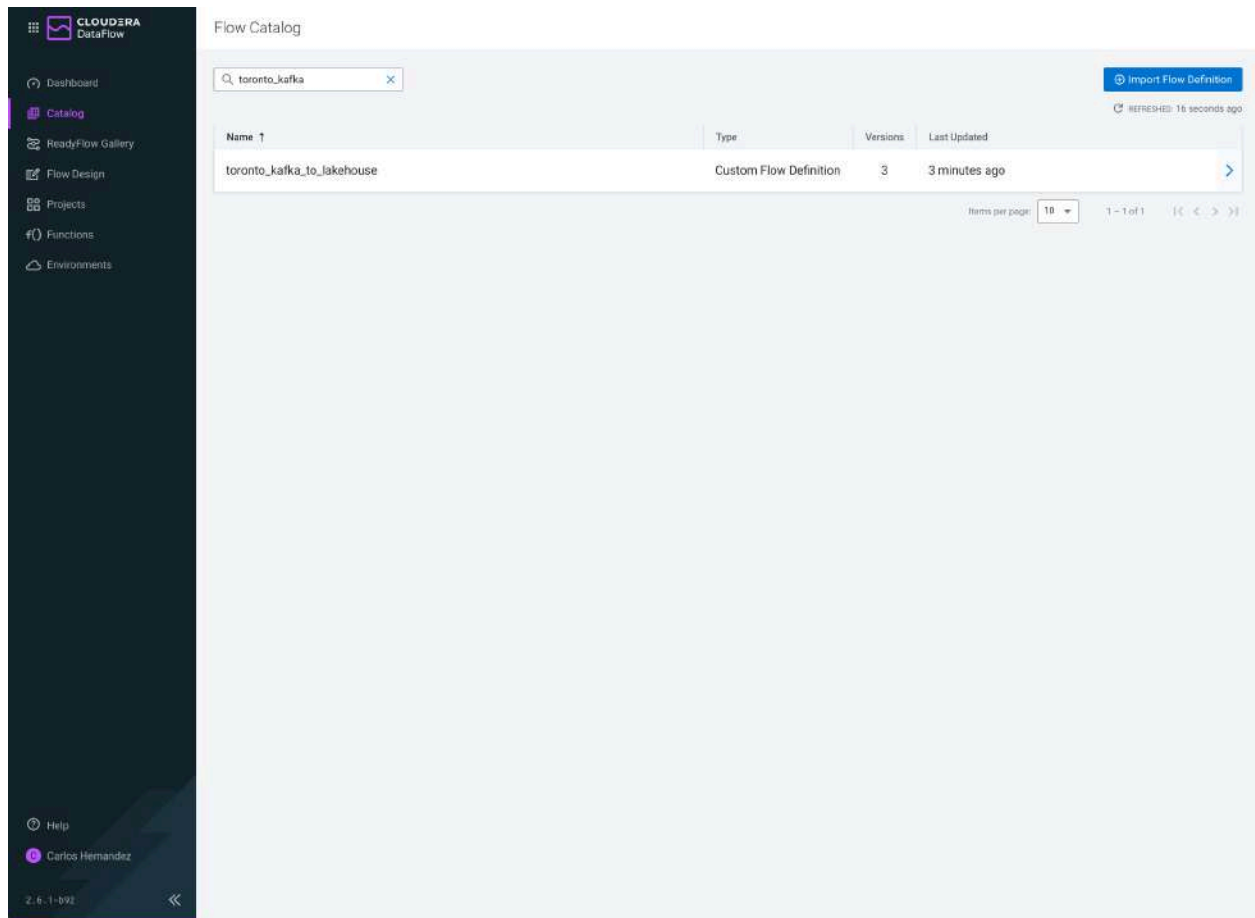 CLOUDERA
DataFlow
Dashboard
Catalog
ReadyFlow Gallery
Flow Design
Projects
Functions
Environments
Help
Carlos Hernandez
2.6.1-b92
Flow Catalog
toronto_kafka
Import Flow Definition
REFRESHED: 16 seconds ago
Name ↑ Type Versions Last Updated
toronto_kafka_to_lakehouse Custom Flow Definition 3 3 minutes ago
Items per page: 10 1 – 1 of 1